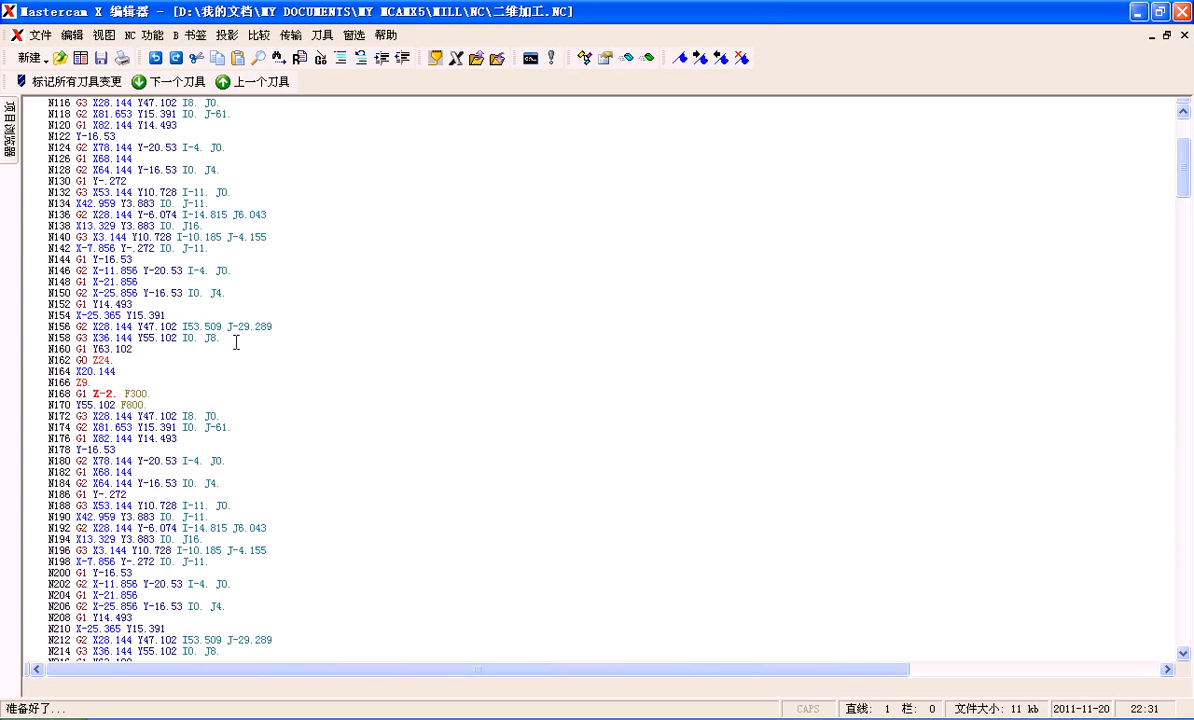 Mastercam X 编辑器 - [D:\我的文档\MY DOCUMENTS\MY MCAMX5\MILL\NC\二维加工.NC]
文件 编辑 视图 NC 功能 B 书签 投影 比较 传输 刀具 窗选 帮助
新建
标记所有刀具变更 下一个刀具 上一个刀具
项目浏览器
N116 G3 X28.144 Y47.102 I8. J0.
N118 G2 X81.653 Y15.391 I0. J-61.
N120 G1 X82.144 Y14.493
N122 Y-16.53
N124 G2 X78.144 Y-20.53 I-4. J0.
N126 G1 X68.144
N128 G2 X64.144 Y-16.53 I0. J4.
N130 G1 Y-.272
N132 G3 X53.144 Y10.728 I-11. J0.
N134 X42.959 Y3.883 I0. J-11.
N136 G2 X28.144 Y-6.074 I-14.815 J6.043
N138 X13.329 Y3.883 I0. J16.
N140 G3 X3.144 Y10.728 I-10.185 J-4.155
N142 X-7.856 Y-.272 I0. J-11.
N144 G1 Y-16.53
N146 G2 X-11.856 Y-20.53 I-4. J0.
N148 G1 X-21.856
N150 G2 X-25.856 Y-16.53 I0. J4.
N152 G1 Y14.493
N154 X-25.365 Y15.391
N156 G2 X28.144 Y47.102 I53.509 J-29.289
N158 G3 X36.144 Y55.102 I0. J8.
N160 G1 Y63.102
N162 G0 Z24.
N164 X20.144
N166 Z9.
N168 G1 Z-2. F300.
N170 Y55.102 F800.
N172 G3 X28.144 Y47.102 I8. J0.
N174 G2 X81.653 Y15.391 I0. J-61.
N176 G1 X82.144 Y14.493
N178 Y-16.53
N180 G2 X78.144 Y-20.53 I-4. J0.
N182 G1 X68.144
N184 G2 X64.144 Y-16.53 I0. J4.
N186 G1 Y-.272
N188 G3 X53.144 Y10.728 I-11. J0.
N190 X42.959 Y3.883 I0. J-11.
N192 G2 X28.144 Y-6.074 I-14.815 J6.043
N194 X13.329 Y3.883 I0. J16.
N196 G3 X3.144 Y10.728 I-10.185 J-4.155
N198 X-7.856 Y-.272 I0. J-11.
N200 G1 Y-16.53
N202 G2 X-11.856 Y-20.53 I-4. J0.
N204 G1 X-21.856
N206 G2 X-25.856 Y-16.53 I0. J4.
N208 G1 Y14.493
N210 X-25.365 Y15.391
N212 G2 X28.144 Y47.102 I53.509 J-29.289
N214 G3 X36.144 Y55.102 I0. J8.
准备好了... CAPS 直线: 1 栏: 0 文件大小: 11 kb 2011-11-20 22:31